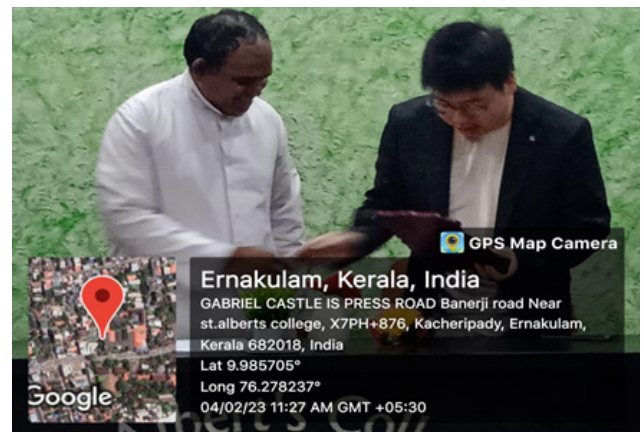 GPS Map Camera
Ernakulam, Kerala, India
GABRIEL CASTLE IS PRESS ROAD Banerji road Near
st.alberts college, X7PH+876, Kacheripady, Ernakulam,
Kerala 682018, India
Lat 9.985705°
Long 76.278237°
04/02/23 11:27 AM GMT +05:30
Google